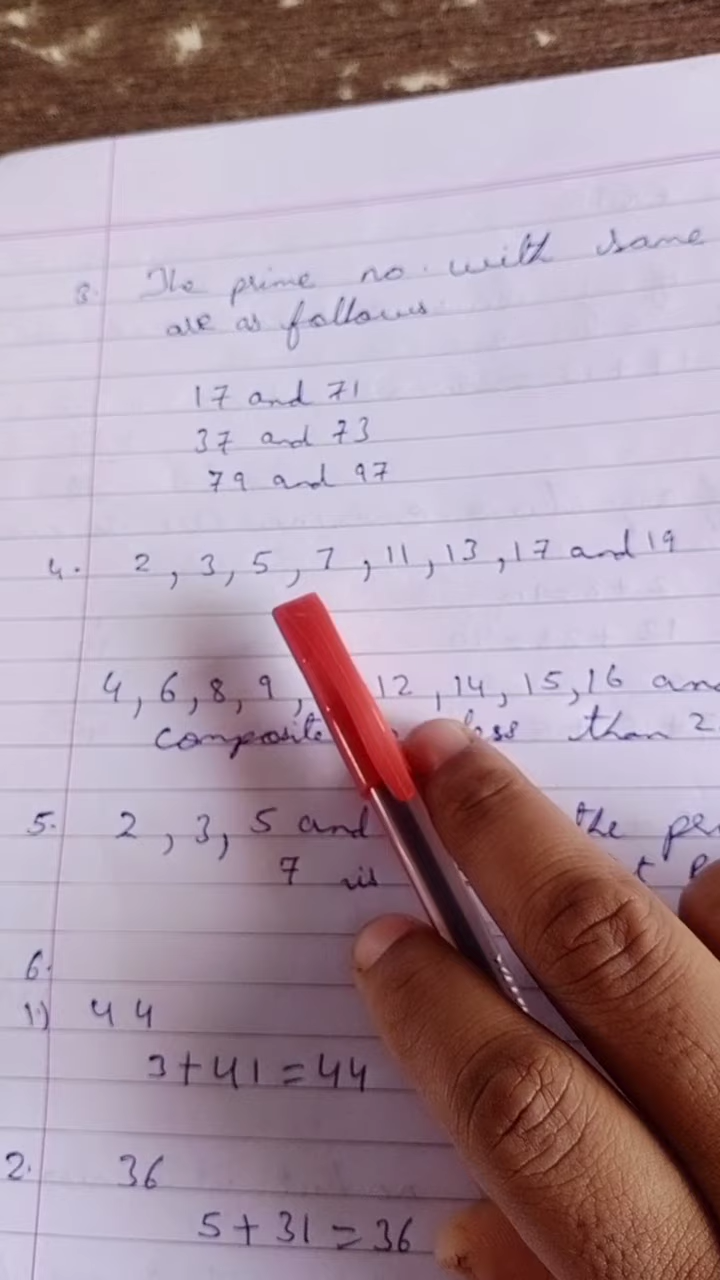 3. The prime no. with same
are as follows
17 and 71
37 and 73
79 and 97
4. 2, 3, 5, 7, 11, 13, 17 and 19
4, 6, 8, 9, 12, 14, 15, 16 and
composite less than 2
5. 2, 3, 5 and the
7 is
6.
1) 44
3+41=44
2. 36
5+31=36